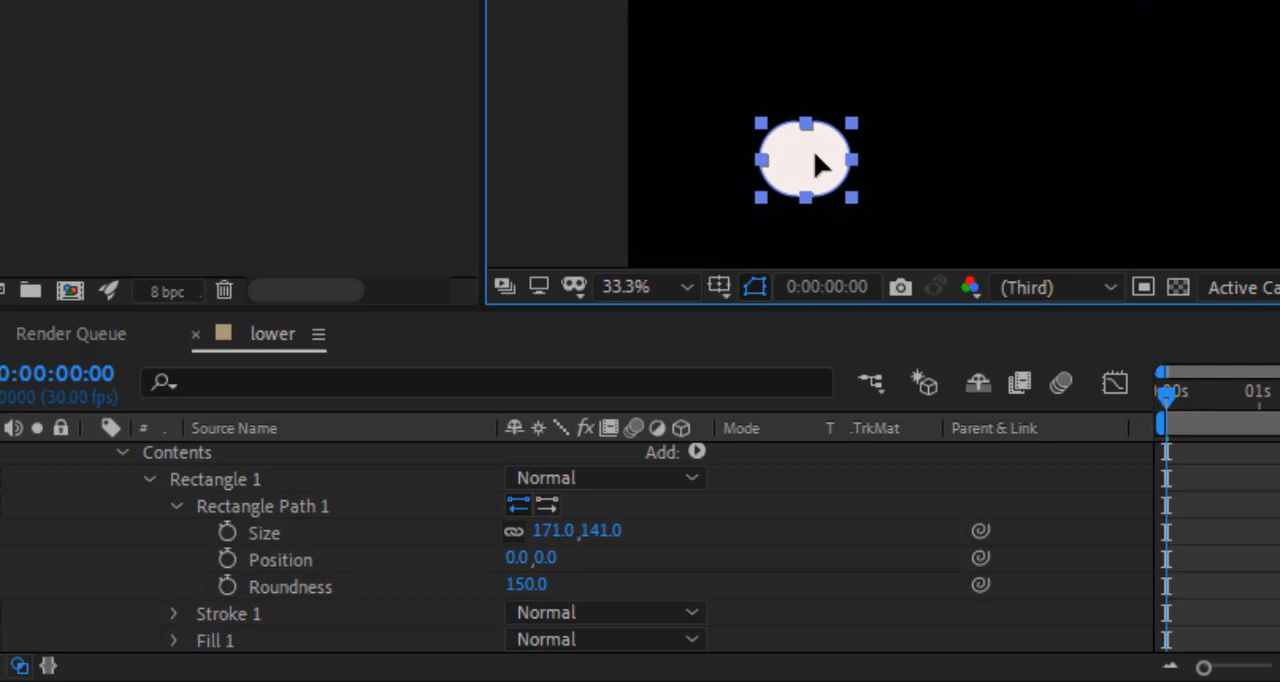 8 bpc
33.3%
0:00:00:00
(Third)
Active Ca
Render Queue
× lower
0:00:00:00
0000 (30.00 fps)
00s
01s
# . Source Name
fx
Mode
T .TrkMat
Parent & Link
Contents
Add:
Rectangle 1
Normal
Rectangle Path 1
Size
171.0 ,141.0
Position
0.0 ,0.0
Roundness
150.0
Stroke 1
Normal
Fill 1
Normal